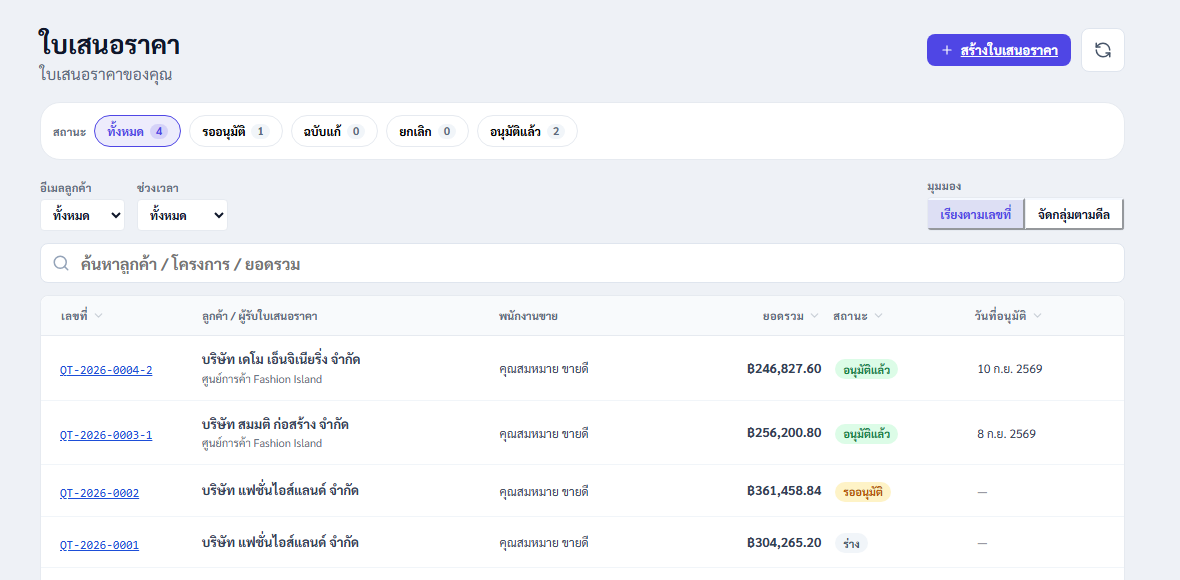 ใบเสนอราคา
ใบเสนอราคาของคุณ
+ สร้างใบเสนอราคา
สถานะ ทั้งหมด 4 รออนุมัติ 1 ฉบับแก้ 0 ยกเลิก 0 อนุมัติแล้ว 2
อีเมลลูกค้า ช่วงเวลา มุมมอง
ทั้งหมด ทั้งหมด เรียงตามเลขที่ จัดกลุ่มตามดีล
ค้นหาลูกค้า / โครงการ / ยอดรวม
เลขที่ ลูกค้า / ผู้รับใบเสนอราคา พนักงานขาย ยอดรวม สถานะ วันที่อนุมัติ
QT-2026-0004-2 บริษัท เดโม เอ็นจิเนียริ่ง จำกัด คุณสมหมาย ขายดี ฿246,827.60 อนุมัติแล้ว 10 ก.ย. 2569
ศูนย์การค้า Fashion Island
QT-2026-0003-1 บริษัท สมมติ ก่อสร้าง จำกัด คุณสมหมาย ขายดี ฿256,200.80 อนุมัติแล้ว 8 ก.ย. 2569
ศูนย์การค้า Fashion Island
QT-2026-0002 บริษัท แฟชั่นไอส์แลนด์ จำกัด คุณสมหมาย ขายดี ฿361,458.84 รออนุมัติ —
QT-2026-0001 บริษัท แฟชั่นไอส์แลนด์ จำกัด คุณสมหมาย ขายดี ฿304,265.20 ร่าง —